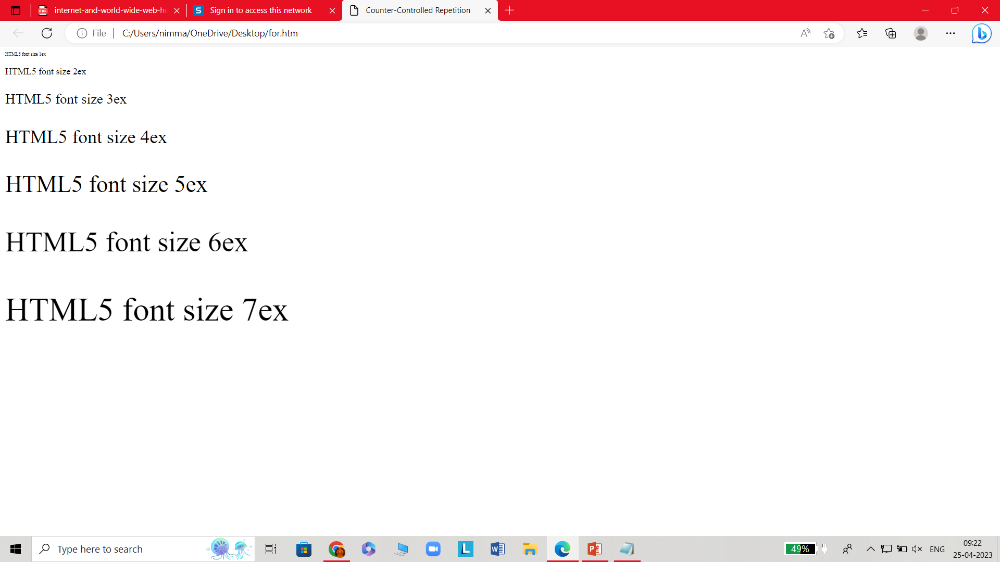 internet-and-world-wide-web-ho
Sign in to access this network
Counter-Controlled Repetition
File
C:/Users/nimma/OneDrive/Desktop/for.htm
HTML5 font size 1ex
HTML5 font size 2ex
HTML5 font size 3ex
HTML5 font size 4ex
HTML5 font size 5ex
HTML5 font size 6ex
HTML5 font size 7ex
Type here to search
49%
ENG
09:22
25-04-2023